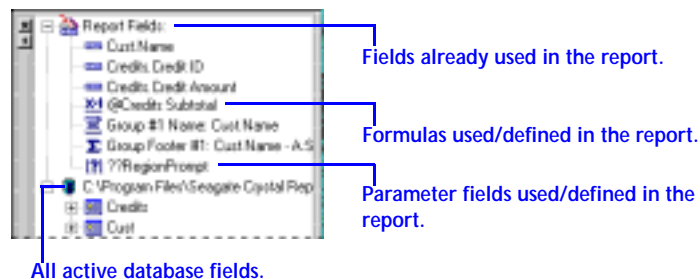 Report Fields:
Cust.Name
Credits.Credit ID
Credits.Credit Amount
@Credits Subtotal
Group #1 Name: Cust.Name
Group Footer #1: Cust.Name - A:S
??RegionPrompt
C:\Program Files\Seagate Crystal Rep
Credits
Cust
Fields already used in the report.
Formulas used/defined in the report.
Parameter fields used/defined in the
report.
All active database fields.